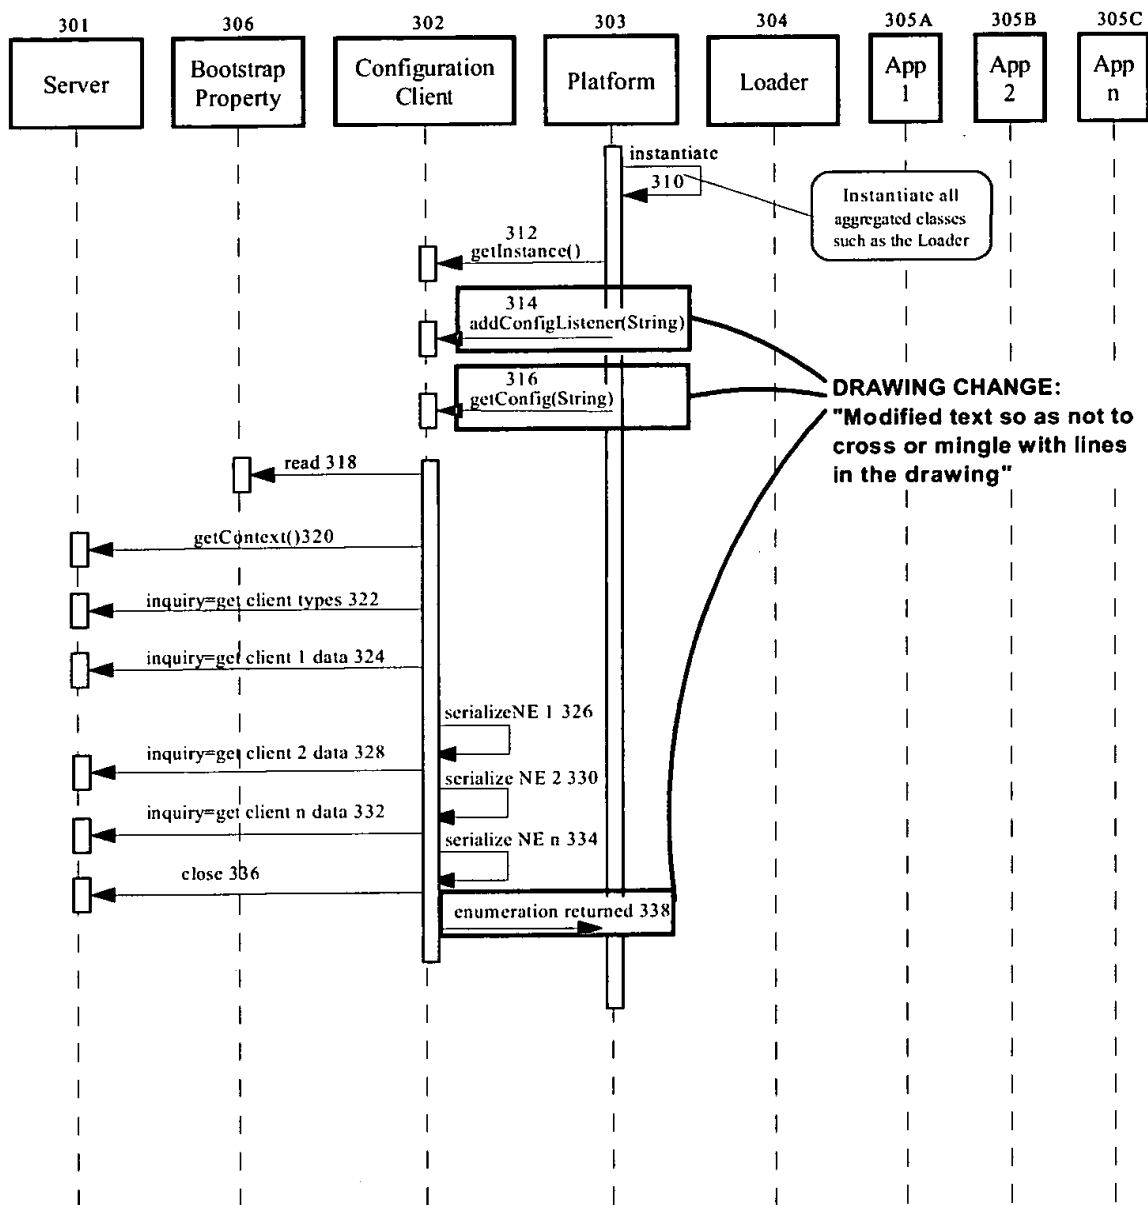 301
306
302
303
304
305A
305B
305C
Server
Bootstrap
Property
Configuration
Client
Platform
Loader
App
1
App
2
App
n
instantiate
310
Instantiate all
aggregated classes
such as the Loader
312
getInstance()
314
addConfigListener(String)
316
getConfig(String)
DRAWING CHANGE:
"Modified text so as not to
cross or mingle with lines
in the drawing"
read 318
getContext()320
inquiry=get client types 322
inquiry=get client 1 data 324
serializeNE 1 326
inquiry=get client 2 data 328
serialize NE 2 330
inquiry=get client n data 332
serialize NE n 334
close 336
enumeration returned 338